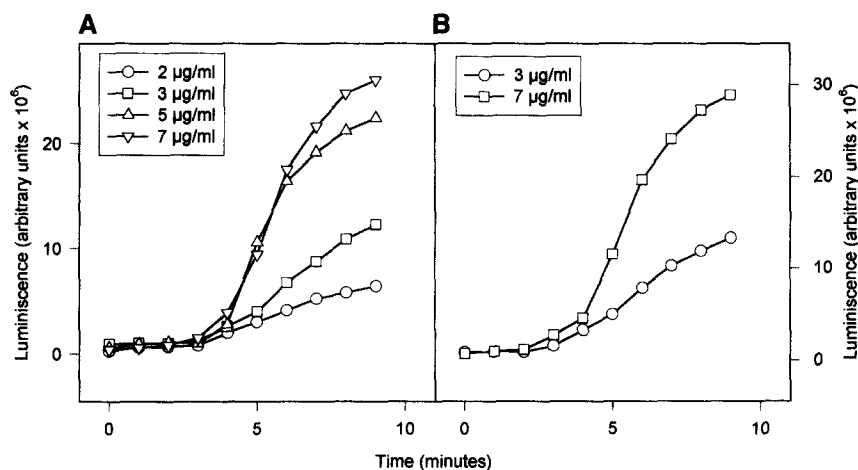 A
B
2 µg/ml
3 µg/ml
5 µg/ml
7 µg/ml
3 µg/ml
7 µg/ml
Luminiscence (arbitrary units x 10⁶)
20
10
0
0
5
10
0
5
10
30
20
10
0
Luminiscence (arbitrary units x 10⁶)
Time (minutes)